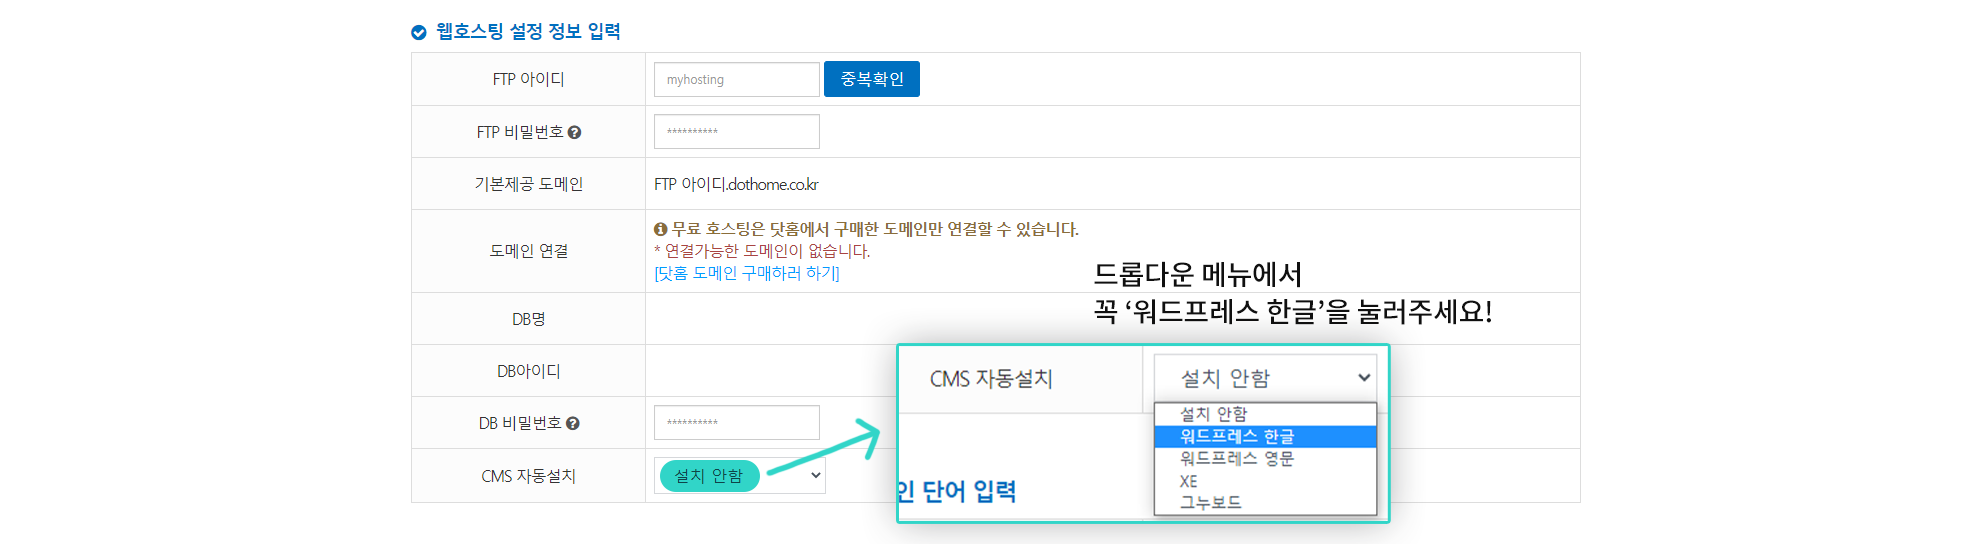 웹호스팅 설정 정보 입력
FTP 아이디
myhosting
중복확인
FTP 비밀번호
**********
기본제공 도메인
FTP 아이디.dothome.co.kr
도메인 연결
무료 호스팅은 닷홈에서 구매한 도메인만 연결할 수 있습니다.
* 연결가능한 도메인이 없습니다.
[닷홈 도메인 구매하러 하기]
드롭다운 메뉴에서
꼭 ‘워드프레스 한글’을 눌러주세요!
DB명
DB아이디
DB 비밀번호
**********
CMS 자동설치
설치 안함
CMS 자동설치
설치 안함
설치 안함
워드프레스 한글
워드프레스 영문
XE
그누보드
인 단어 입력